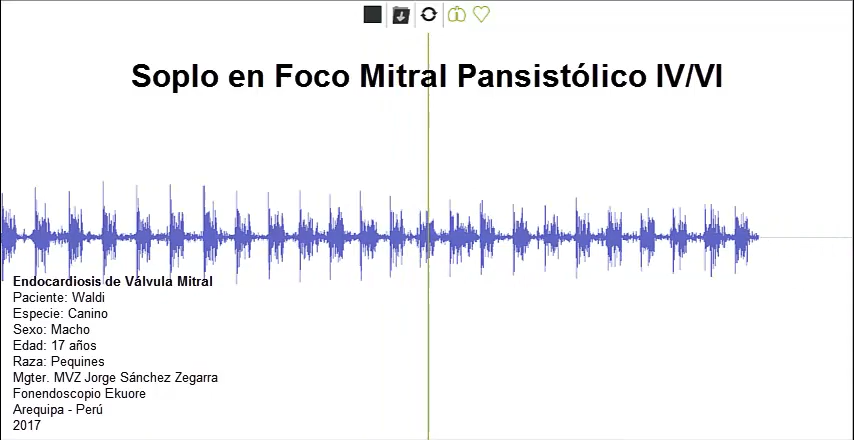 Soplo en Foco Mitral Pansistólico IV/VI
Endocardiosis de Válvula Mitral
Paciente: Waldi
Especie: Canino
Sexo: Macho
Edad: 17 años
Raza: Pequines
Mgter. MVZ Jorge Sánchez Zegarra
Fonendoscopio Ekuore
Arequipa - Perú
2017